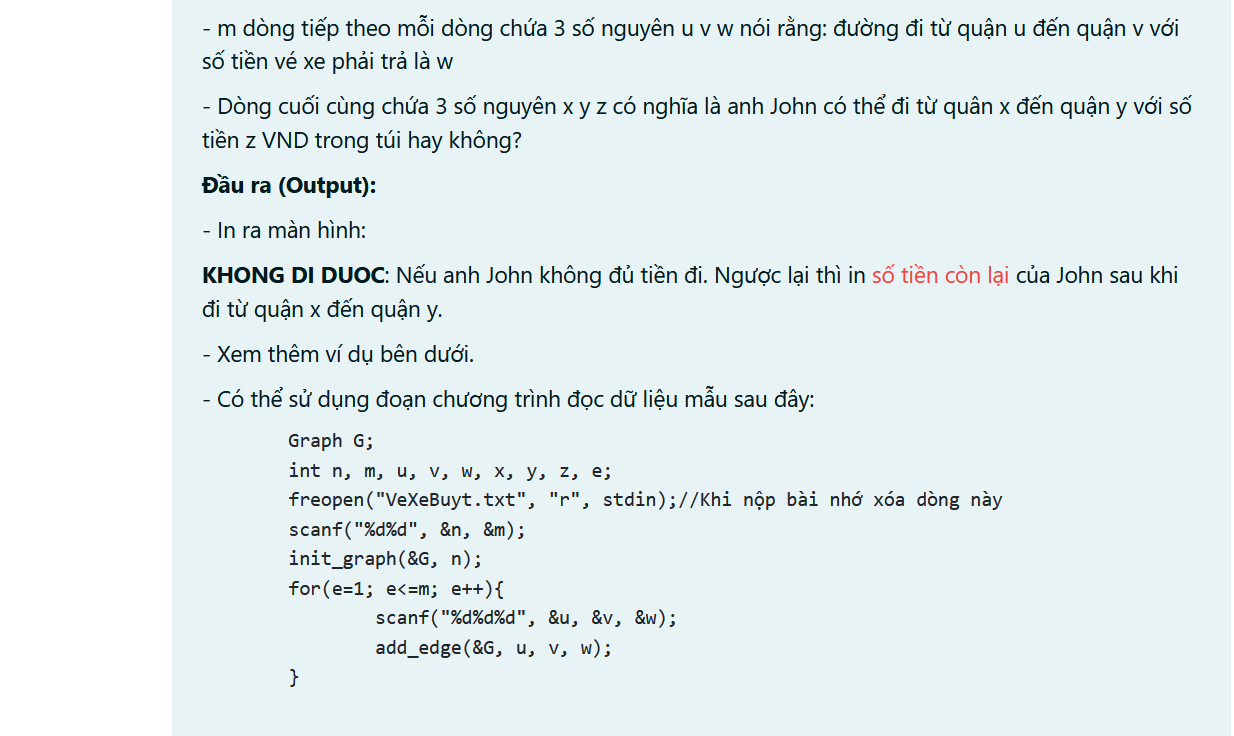 - m dòng tiếp theo mỗi dòng chứa 3 số nguyên u v w nói rằng: đường đi từ quận u đến quận v với
số tiền vé xe phải trả là w
- Dòng cuối cùng chứa 3 số nguyên x y z có nghĩa là anh John có thể đi từ quân x đến quận y với số
tiền z VND trong túi hay không?
Đầu ra (Output):
- In ra màn hình:
KHONG DI DUOC: Nếu anh John không đủ tiền đi. Ngược lại thì in số tiền còn lại của John sau khi
đi từ quận x đến quận y.
- Xem thêm ví dụ bên dưới.
- Có thể sử dụng đoạn chương trình đọc dữ liệu mẫu sau đây:
Graph G;
int n, m, u, v, w, x, y, z, e;
freopen("VeXeBuyt.txt", "r", stdin);//Khi nộp bài nhớ xóa dòng này
scanf("%d%d", &n, &m);
init_graph(&G, n);
for(e=1; e<=m; e++){
scanf("%d%d%d", &u, &v, &w);
add_edge(&G, u, v, w);
}